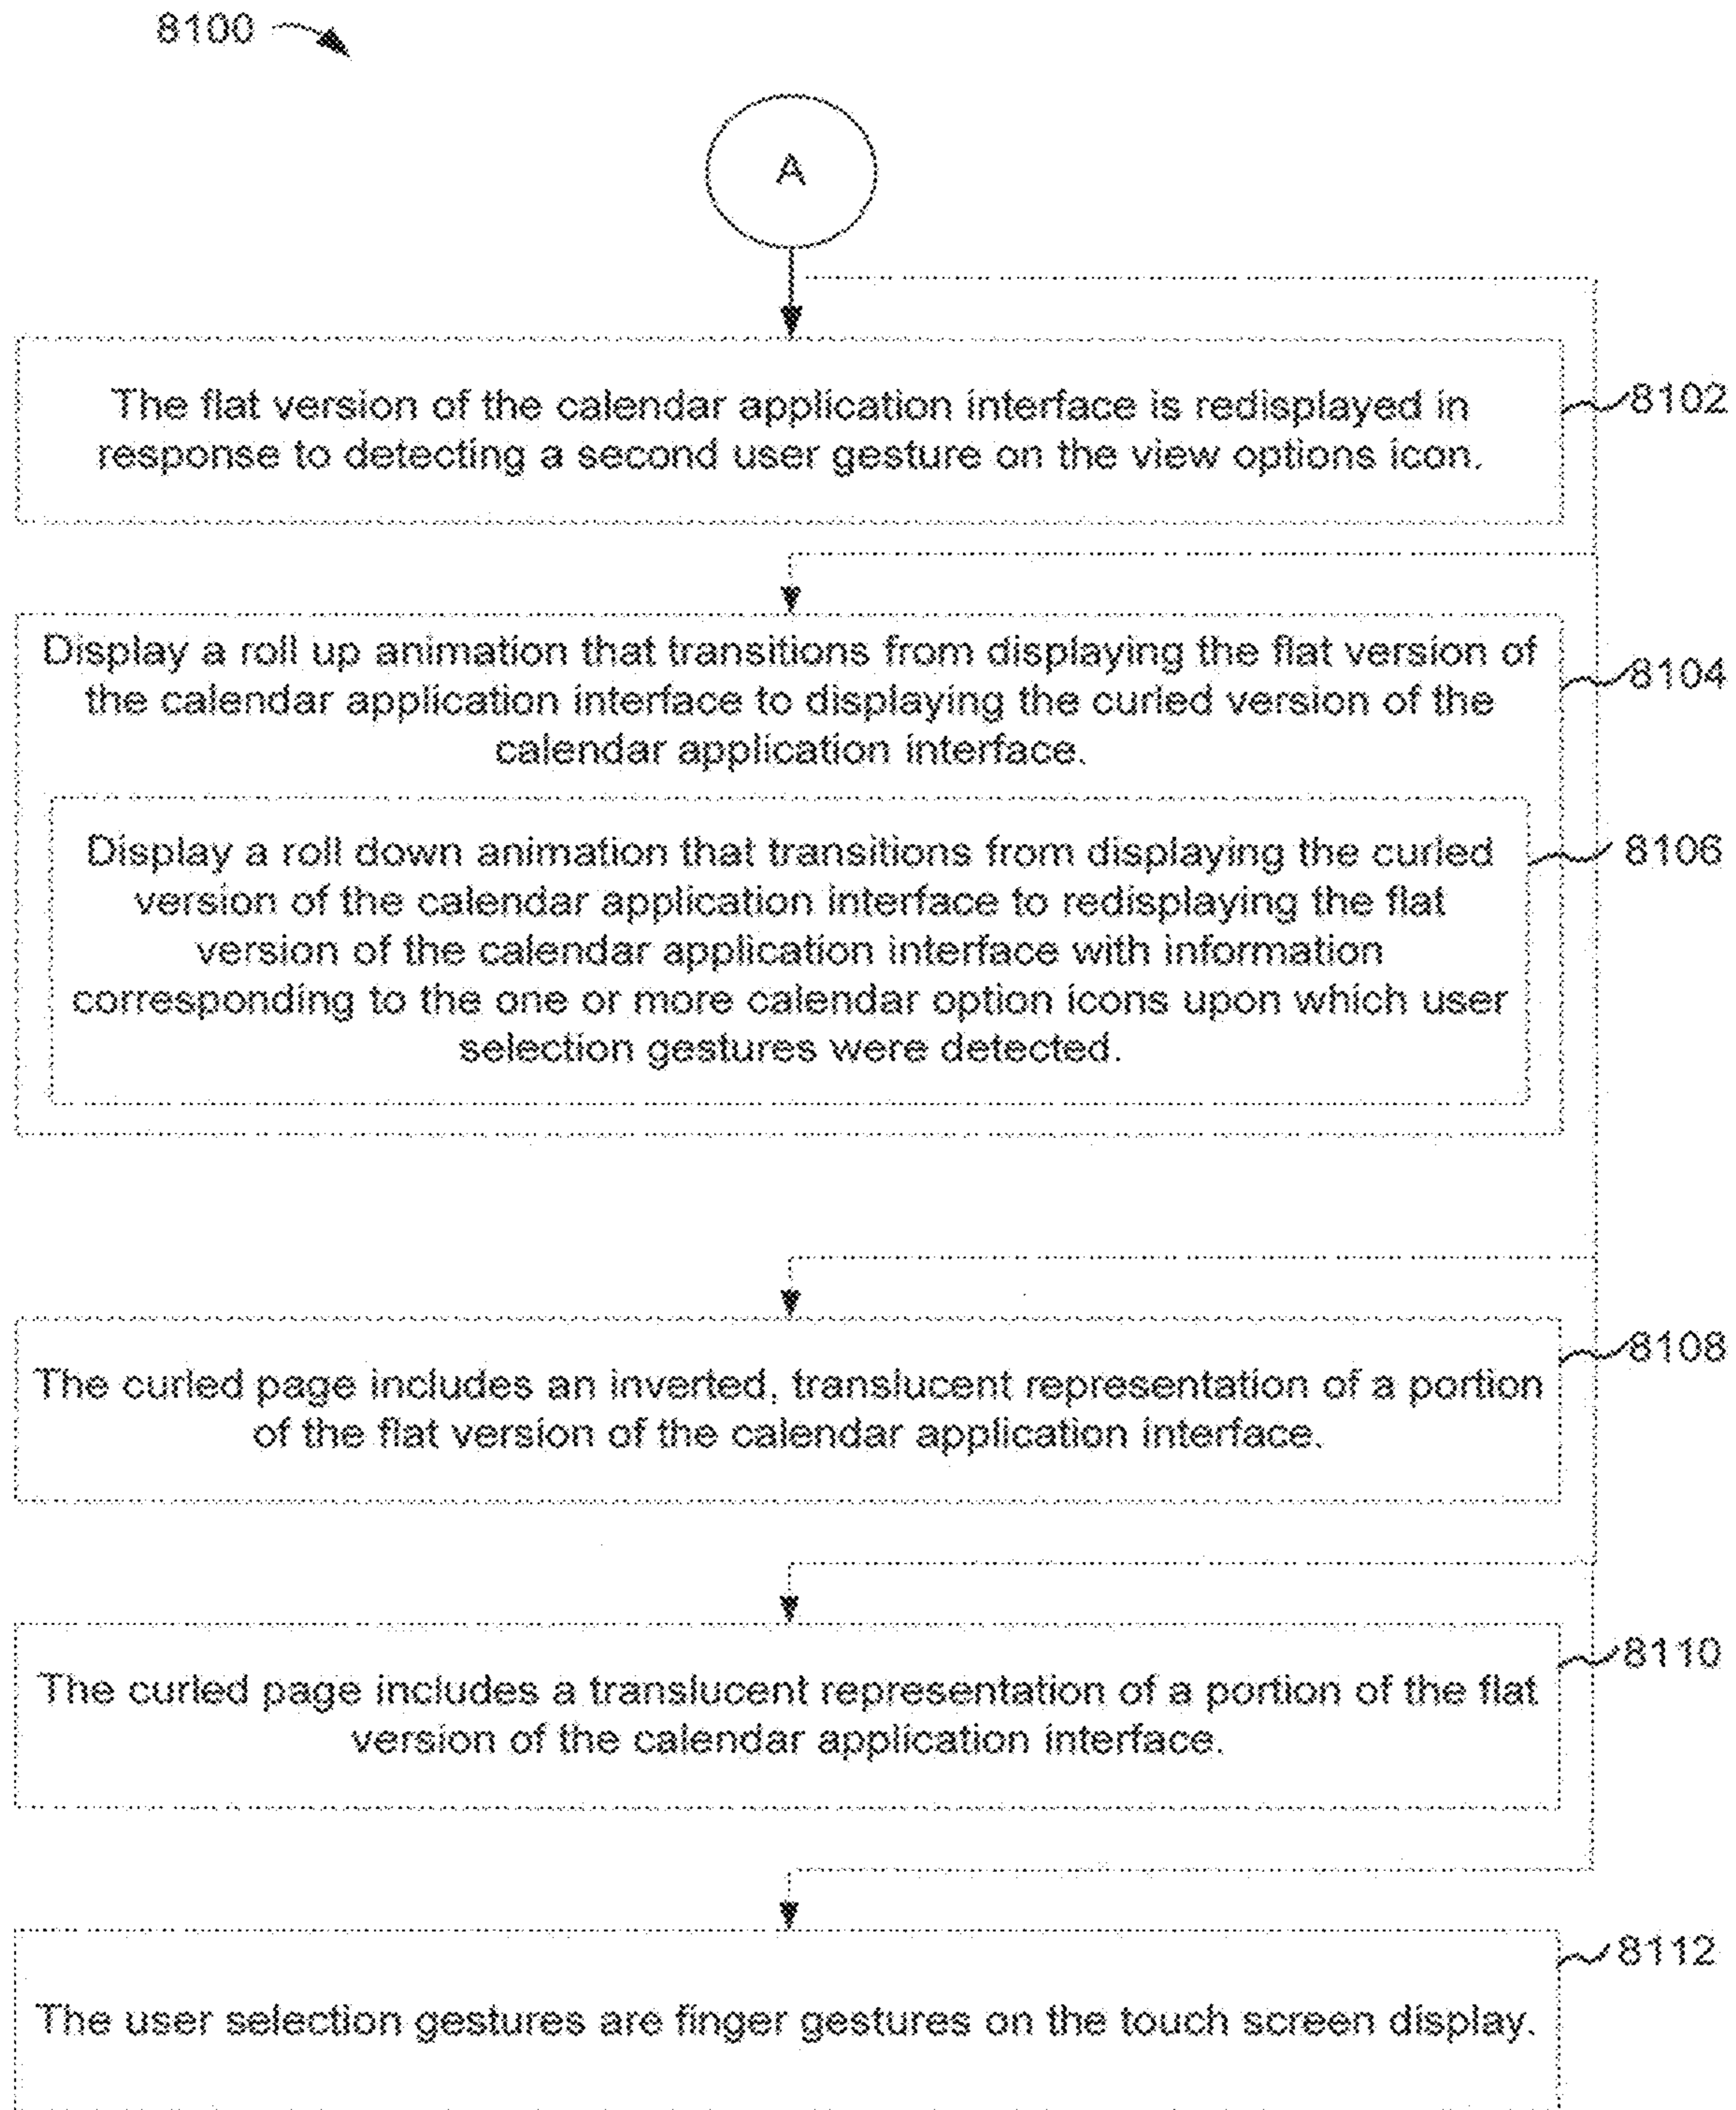 8100
A
The flat version of the calendar application interface is redisplayed in
response to detecting a second user gesture on the view options icon.
8102
Display a roll up animation that transitions from displaying the flat version of
the calendar application interface to displaying the curled version of the
calendar application interface.
8104
Display a roll down animation that transitions from displaying the curled
version of the calendar application interface to redisplaying the flat
version of the calendar application interface with information
corresponding to the one or more calendar option icons upon which user
selection gestures were detected.
8106
The curled page includes an inverted, translucent representation of a portion
of the flat version of the calendar application interface.
8108
The curled page includes a translucent representation of a portion of the flat
version of the calendar application interface.
8110
The user selection gestures are finger gestures on the touch screen display.
8112